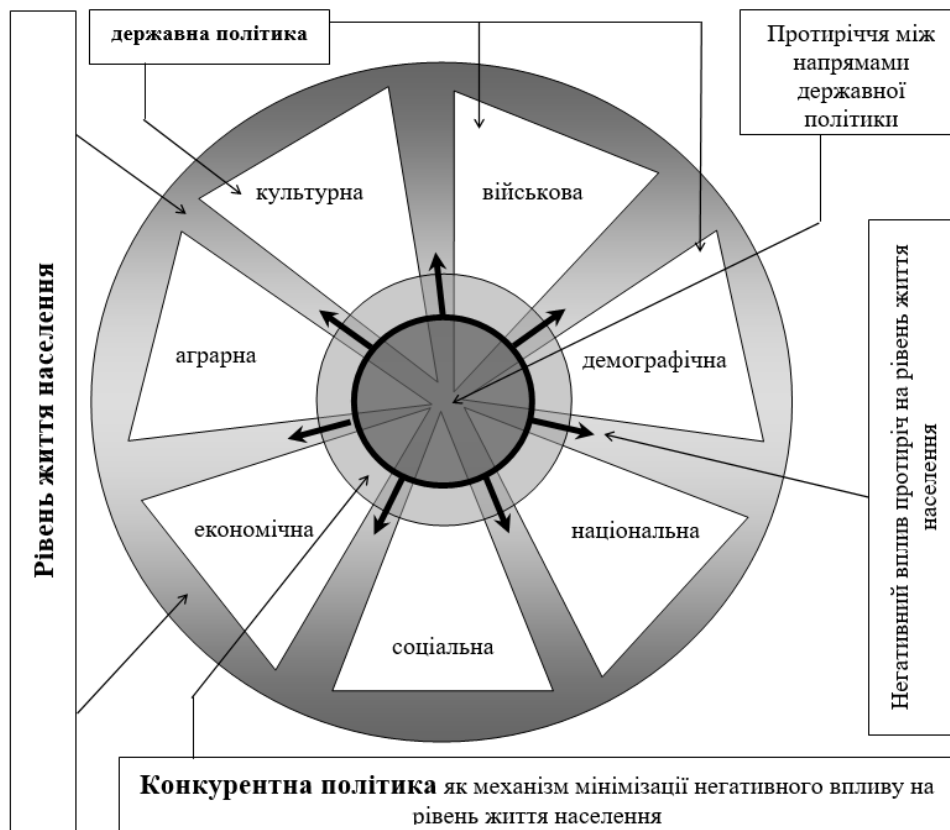 державна політика
Протиріччя між
напрямами
державної
політики
культурна
військова
аграрна
демографічна
економічна
національна
соціальна
Рівень життя населення
Негативний вплив протиріч на рівень життя
населення
Конкурентна політика як механізм мінімізації негативного впливу на
рівень життя населення